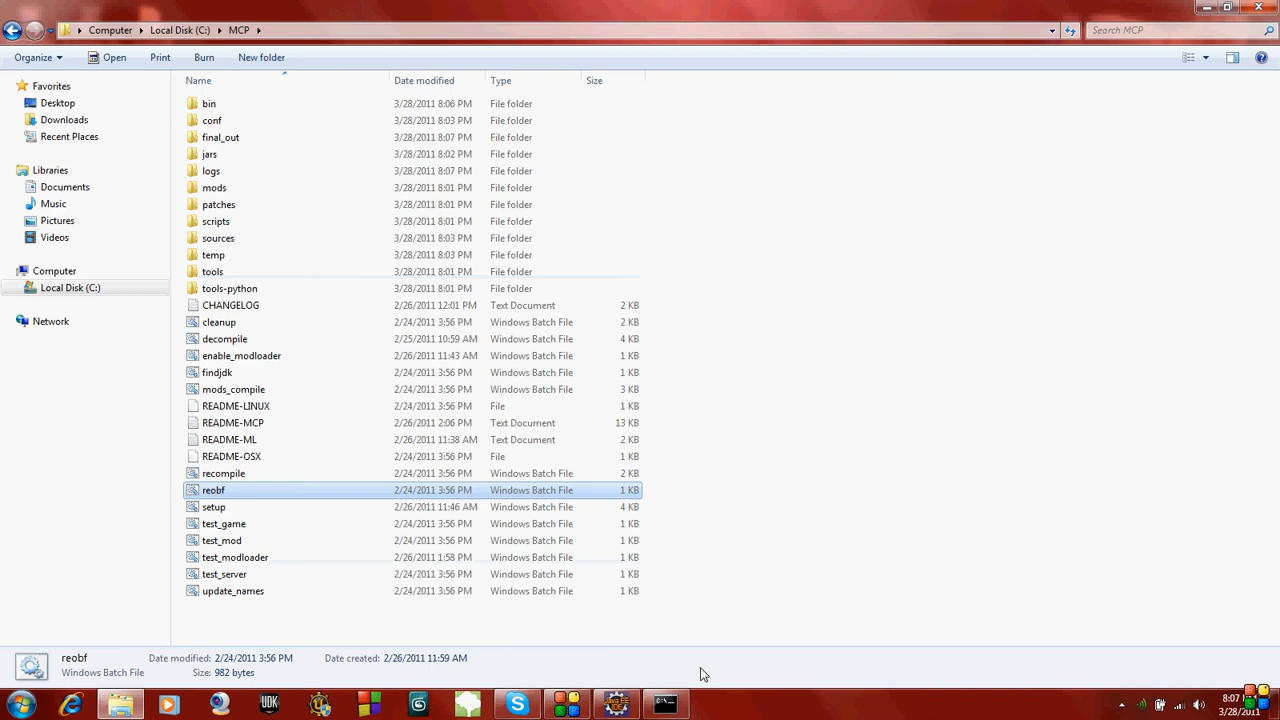 Computer Local Disk (C:) MCP
Search MCP
Organize Open Print Burn New folder
Favorites
Desktop
Downloads
Recent Places
Libraries
Documents
Music
Pictures
Videos
Computer
Local Disk (C:)
Network
Name Date modified Type Size
bin 3/28/2011 8:06 PM File folder
conf 3/28/2011 8:03 PM File folder
final_out 3/28/2011 8:07 PM File folder
jars 3/28/2011 8:02 PM File folder
logs 3/28/2011 8:07 PM File folder
mods 3/28/2011 8:01 PM File folder
patches 3/28/2011 8:01 PM File folder
scripts 3/28/2011 8:01 PM File folder
sources 3/28/2011 8:03 PM File folder
temp 3/28/2011 8:03 PM File folder
tools 3/28/2011 8:01 PM File folder
tools-python 3/28/2011 8:01 PM File folder
CHANGELOG 2/26/2011 12:01 PM Text Document 2 KB
cleanup 2/24/2011 3:56 PM Windows Batch File 2 KB
decompile 2/25/2011 10:59 AM Windows Batch File 4 KB
enable_modloader 2/26/2011 11:43 AM Windows Batch File 1 KB
findjdk 2/24/2011 3:56 PM Windows Batch File 1 KB
mods_compile 2/24/2011 3:56 PM Windows Batch File 3 KB
README-LINUX 2/24/2011 3:56 PM File 1 KB
README-MCP 2/26/2011 2:06 PM Text Document 13 KB
README-ML 2/26/2011 11:38 AM Text Document 2 KB
README-OSX 2/24/2011 3:56 PM File 1 KB
recompile 2/24/2011 3:56 PM Windows Batch File 2 KB
reobf 2/24/2011 3:56 PM Windows Batch File 1 KB
setup 2/26/2011 11:46 AM Windows Batch File 4 KB
test_game 2/24/2011 3:56 PM Windows Batch File 1 KB
test_mod 2/24/2011 3:56 PM Windows Batch File 1 KB
test_modloader 2/26/2011 1:58 PM Windows Batch File 1 KB
test_server 2/24/2011 3:56 PM Windows Batch File 1 KB
update_names 2/24/2011 3:56 PM Windows Batch File 1 KB
reobf Date modified: 2/24/2011 3:56 PM Date created: 2/26/2011 11:59 AM
Windows Batch File Size: 982 bytes
UDK
Java EE
8:07
3/28/2011